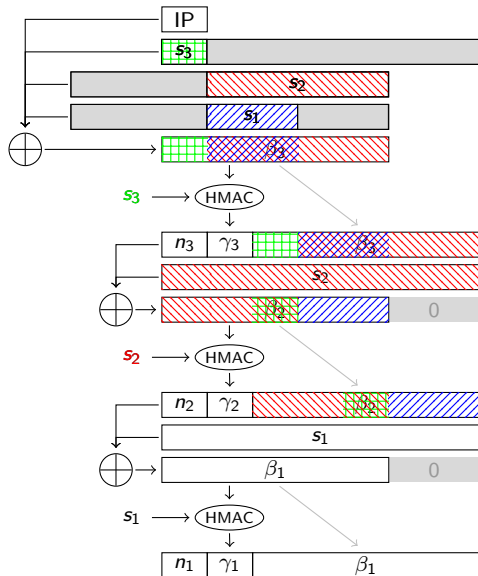 IP
s₃
s₂
s₁
β₃
s₃ HMAC
n₃ γ₃ β₃
s₂
β₂ 0
s₂ HMAC
n₂ γ₂ β₂
s₁
β₁ 0
s₁ HMAC
n₁ γ₁ β₁